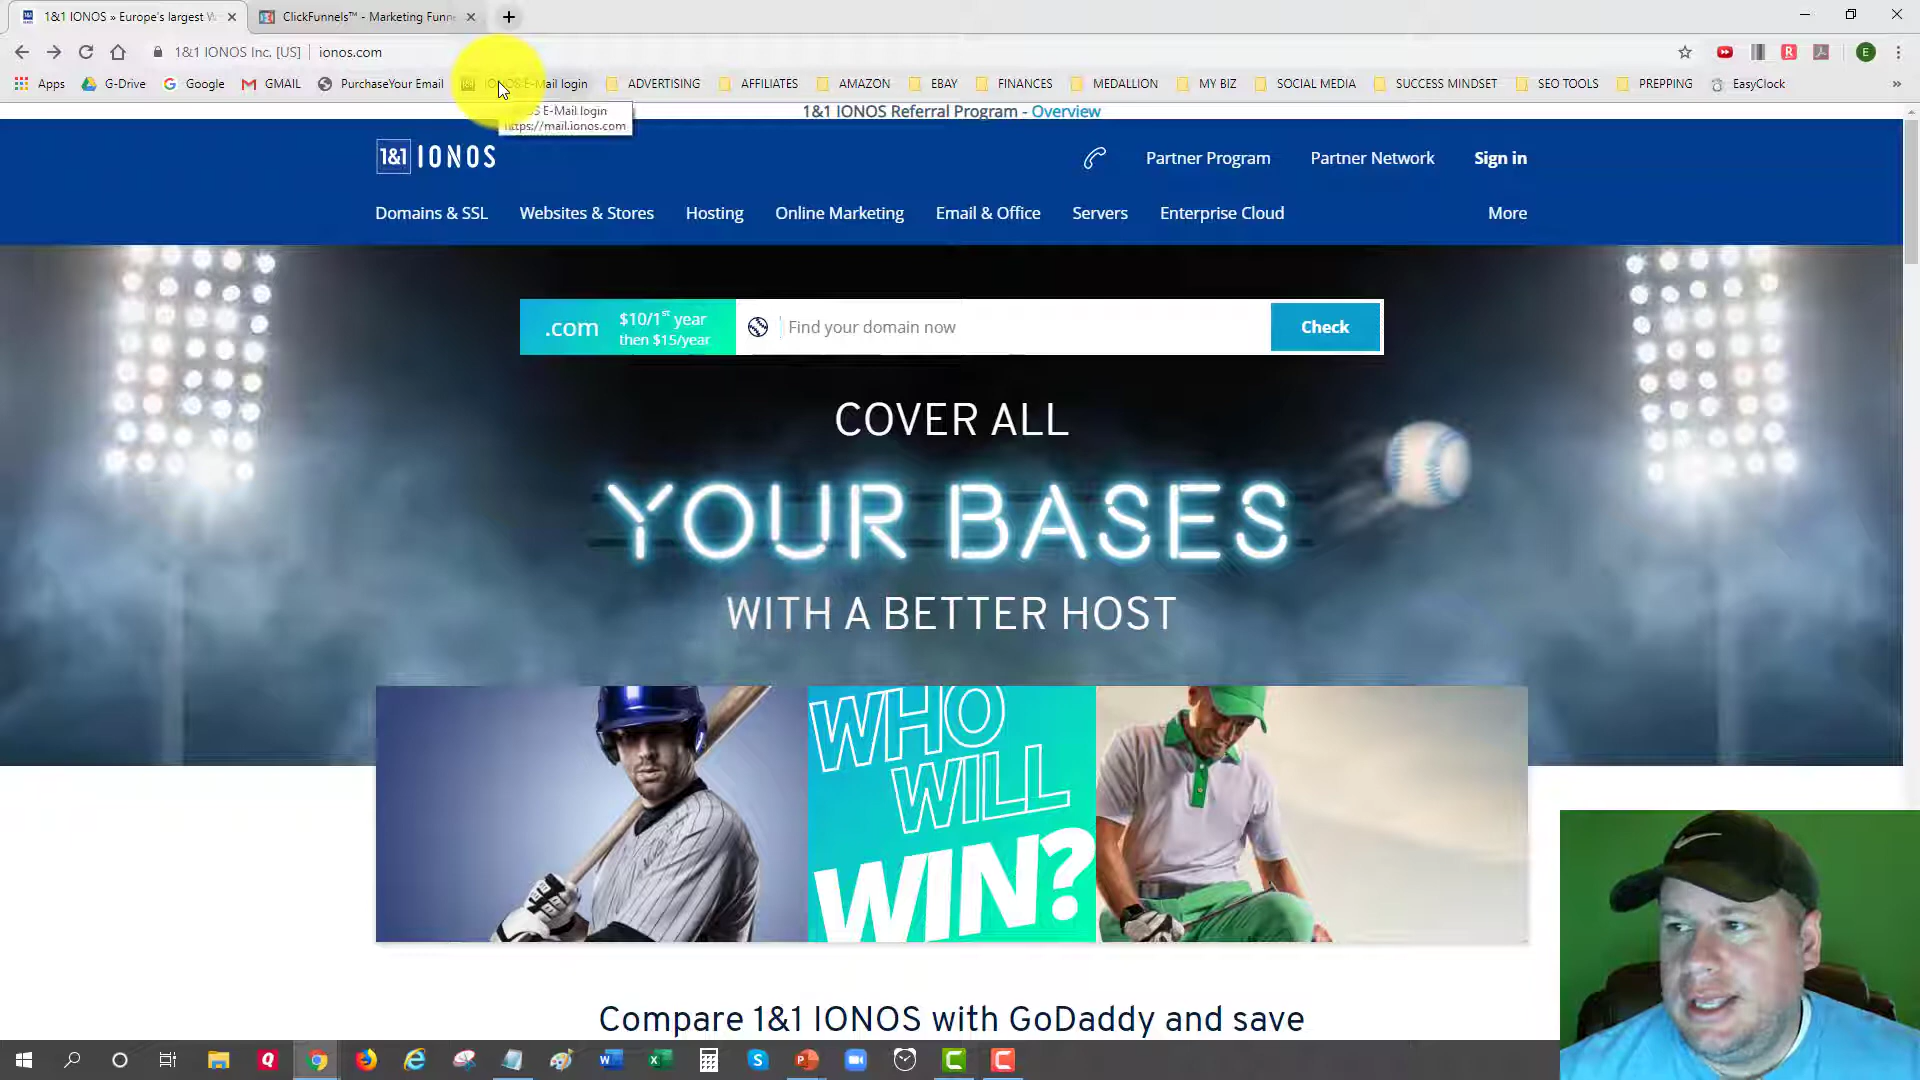 1&1 IONOS » Europe's largest W
ClickFunnels™ - Marketing Funn
1&1 IONOS Inc. [US] | ionos.com
Apps G-Drive Google GMAIL PurchaseYour Email IONOS E-Mail login ADVERTISING AFFILIATES AMAZON EBAY FINANCES MEDALLION MY BIZ SOCIAL MEDIA SUCCESS MINDSET SEO TOOLS PREPPING EasyClock »
E-Mail login
https://mail.ionos.com
1&1 IONOS Referral Program - Overview
1&1 IONOS
Partner Program Partner Network Sign in
Domains & SSL Websites & Stores Hosting Online Marketing Email & Office Servers Enterprise Cloud More
.com $10/1st year
then $15/year
Find your domain now
Check
COVER ALL
YOUR BASES
WITH A BETTER HOST
WHO
WILL
WIN?
Compare 1&1 IONOS with GoDaddy and save